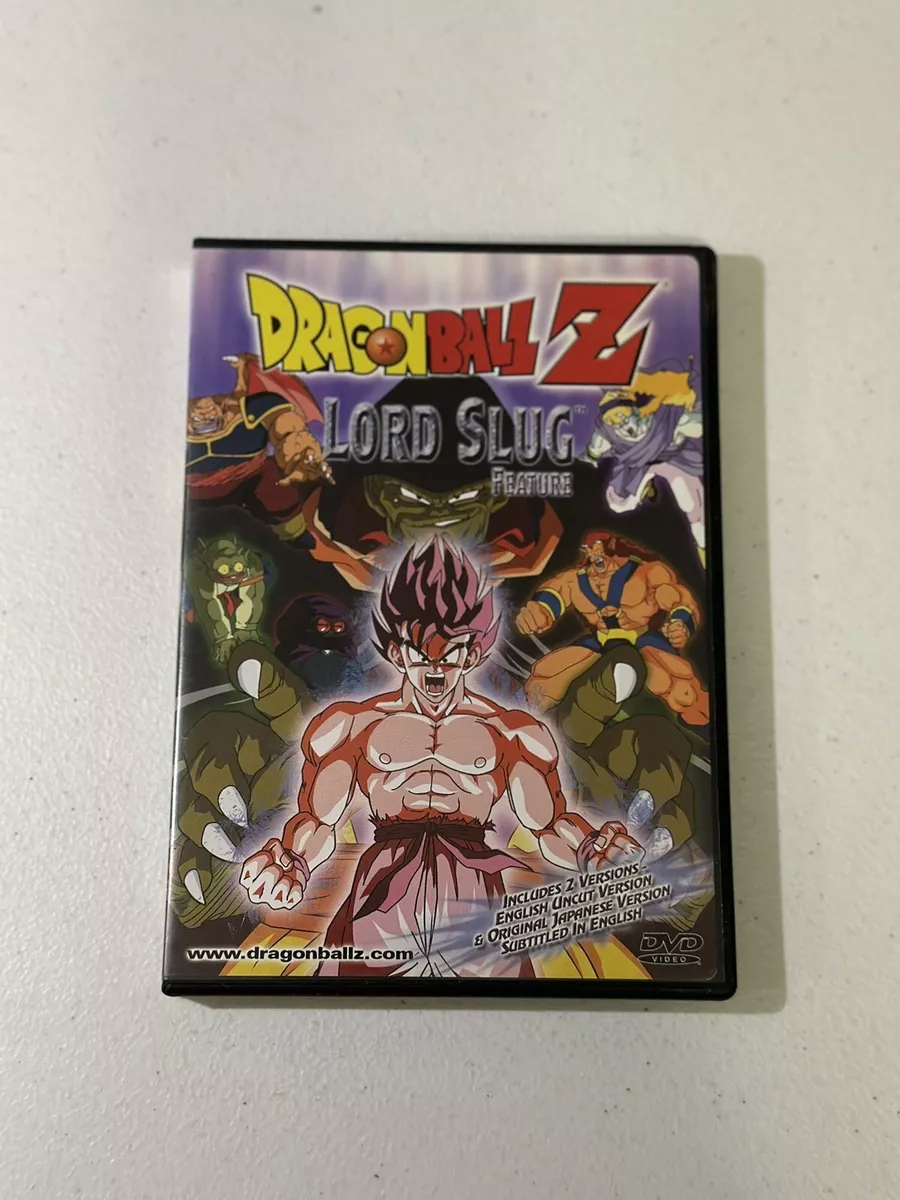 DRAGON BALL Z
LORD SLUG™
FEATURE
INCLUDES 2 VERSIONS -
ENGLISH UNCUT VERSION
& ORIGINAL JAPANESE VERSION
SUBTITLED IN ENGLISH
www.dragonballz.com
DVD
VIDEO